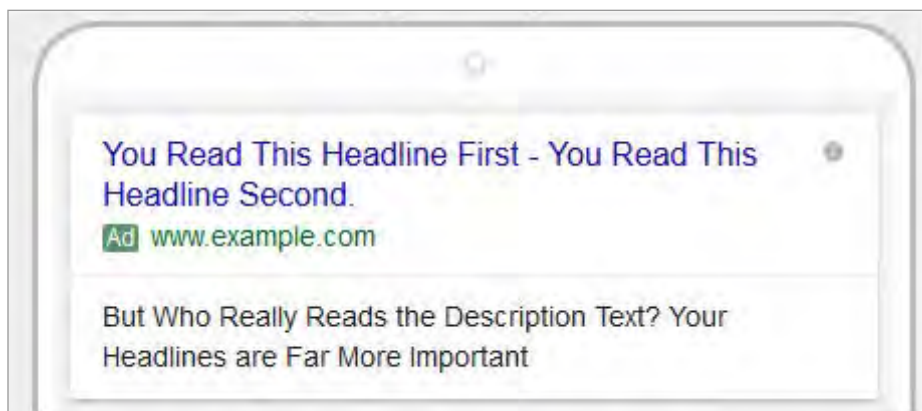 You Read This Headline First - You Read This
Headline Second.
Ad www.example.com
But Who Really Reads the Description Text? Your
Headlines are Far More Important